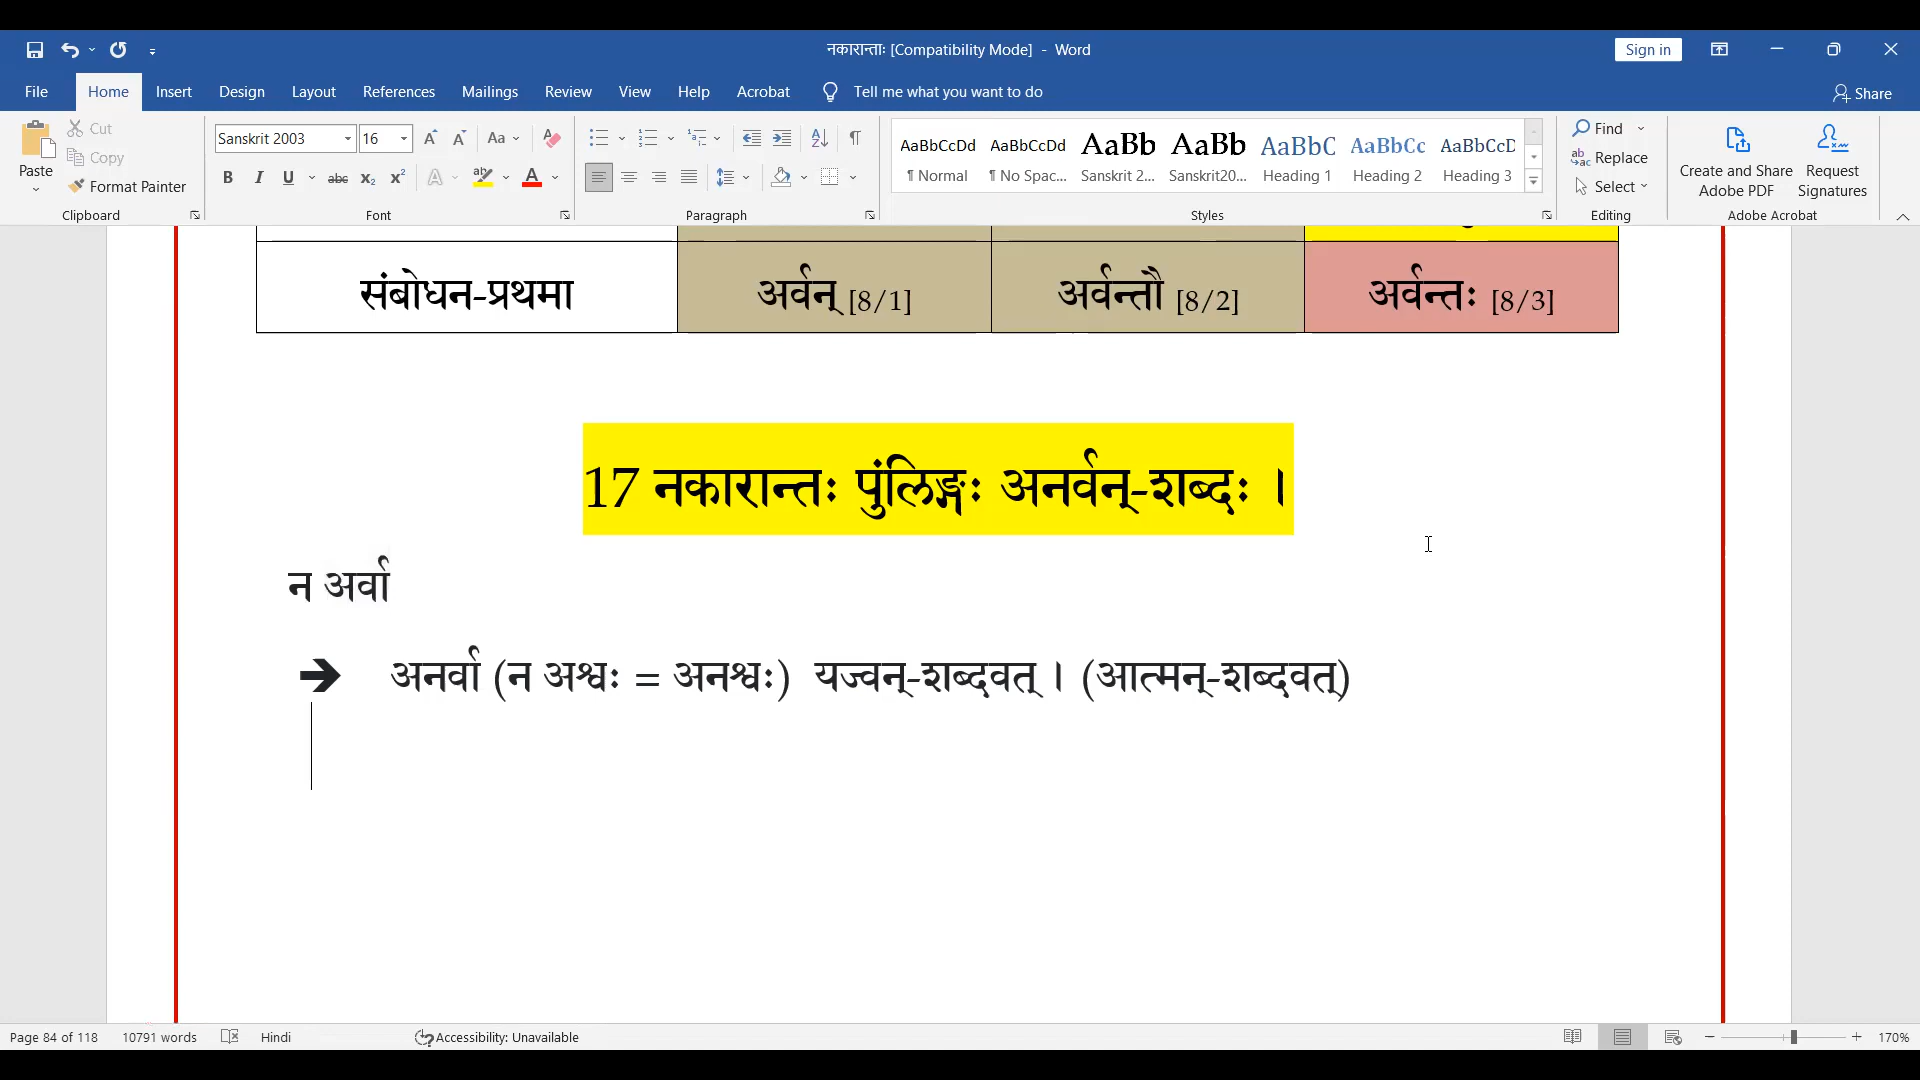 नकारान्ताः [Compatibility Mode] - Word
Sign in
File Home Insert Design Layout References Mailings Review View Help Acrobat Tell me what you want to do Share
Paste Cut Copy Format Painter
Clipboard
Sanskrit 2003 16
Font
Paragraph
AaBbCcDd AaBbCcDd AaBb AaBb AaBbC AaBbCc AaBbCcD
¶ Normal ¶ No Spac... Sanskrit 2... Sanskrit20... Heading 1 Heading 2 Heading 3
Styles
Find
Replace
Select
Editing
Create and Share Adobe PDF
Request Signatures
Adobe Acrobat
संबोधन-प्रथमा अर्वन् [8/1] अर्वन्तौ [8/2] अर्वन्तः [8/3]
17 नकारान्तः पुंलिङ्गः अनर्वन्-शब्दः ।
न अर्वा
➔ अनर्वा (न अश्वः = अनश्वः) यज्वन्-शब्दवत् । (आत्मन्-शब्दवत्)
Page 84 of 118 10791 words Hindi Accessibility: Unavailable 170%